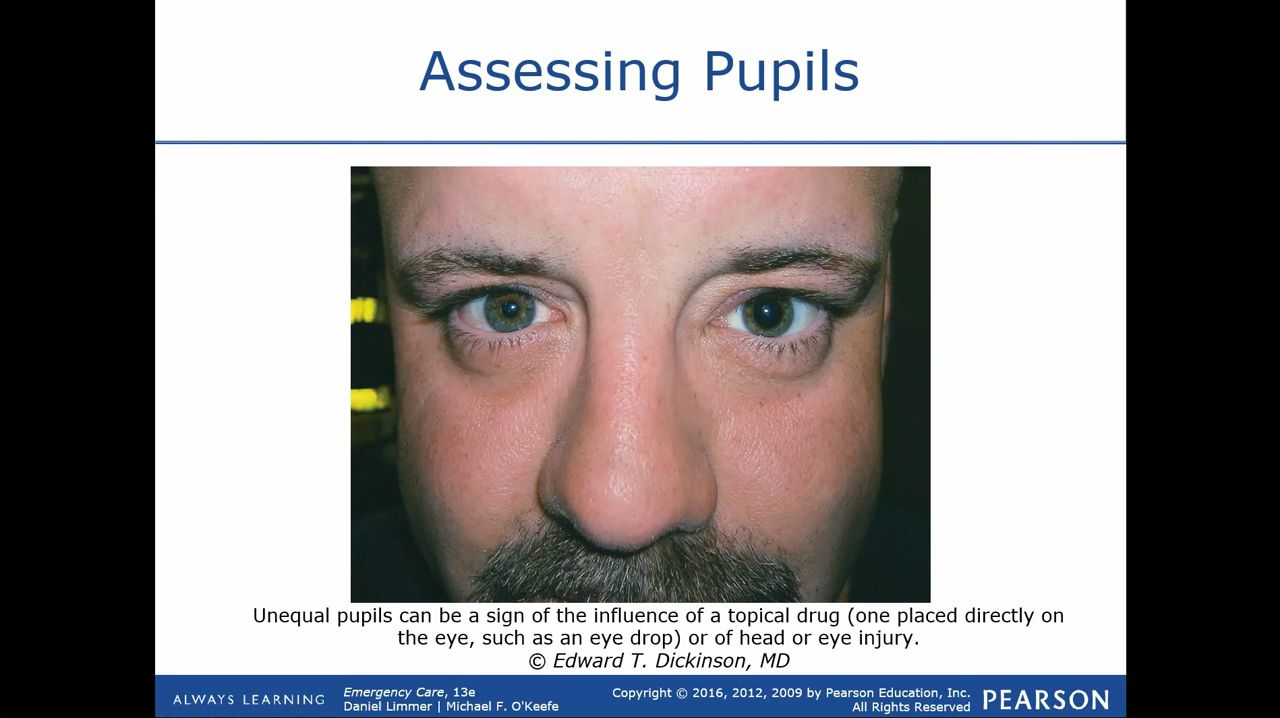 Assessing Pupils
Unequal pupils can be a sign of the influence of a topical drug (one placed directly on
the eye, such as an eye drop) or of head or eye injury.
© Edward T. Dickinson, MD
ALWAYS LEARNING
Emergency Care, 13e
Daniel Limmer | Michael F. O'Keefe
Copyright © 2016, 2012, 2009 by Pearson Education, Inc.
All Rights Reserved
PEARSON